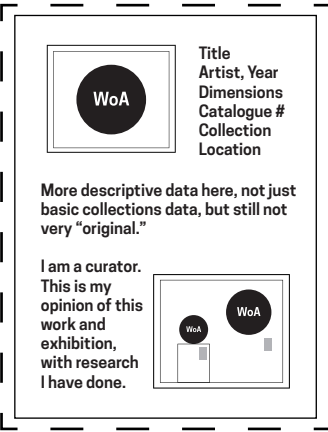 WoA
Title
Artist, Year
Dimensions
Catalogue #
Collection
Location
More descriptive data here, not just
basic collections data, but still not
very “original.”
I am a curator.
This is my
opinion of this
work and
exhibition,
with research
I have done.
WoA
WoA